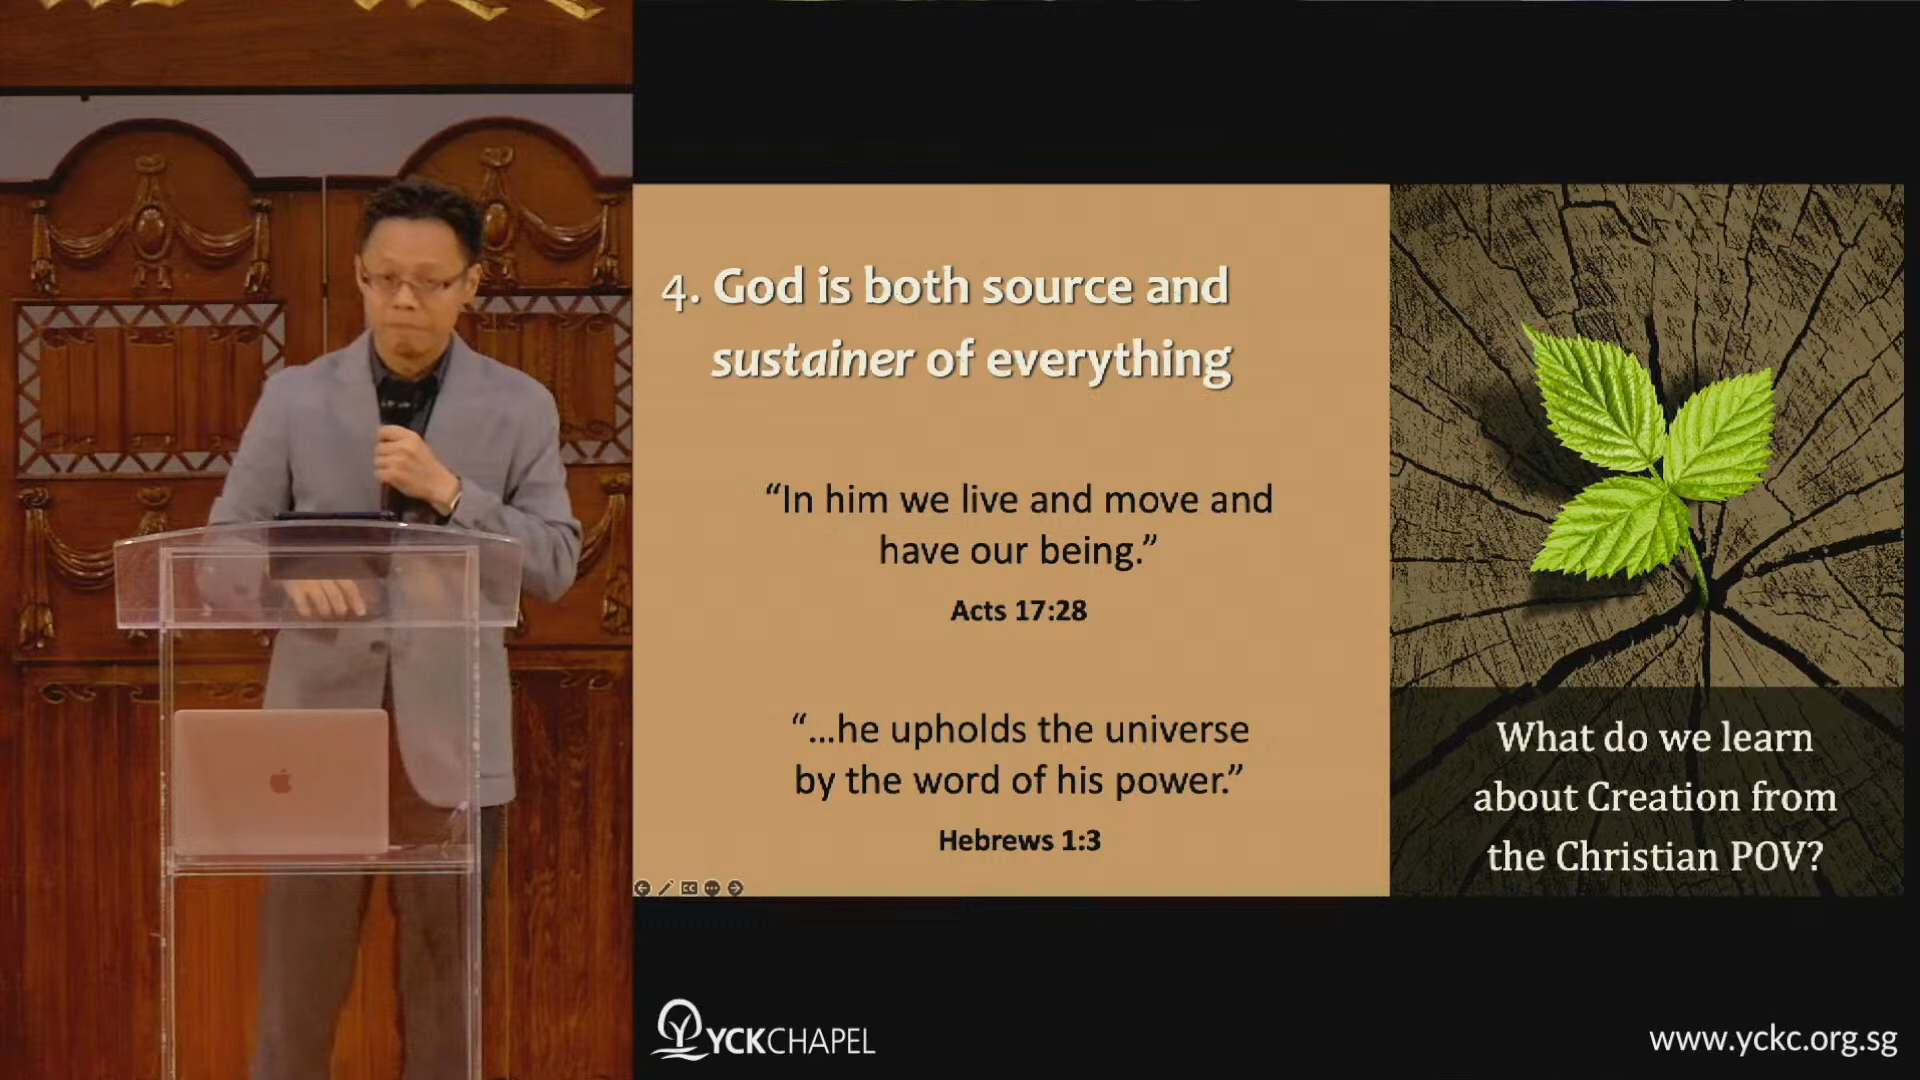 4. God is both source and
sustainer of everything
“In him we live and move and
have our being.”
Acts 17:28
“...he upholds the universe
by the word of his power.”
Hebrews 1:3
What do we learn
about Creation from
the Christian POV?
YCKCHAPEL
www.yckc.org.sg